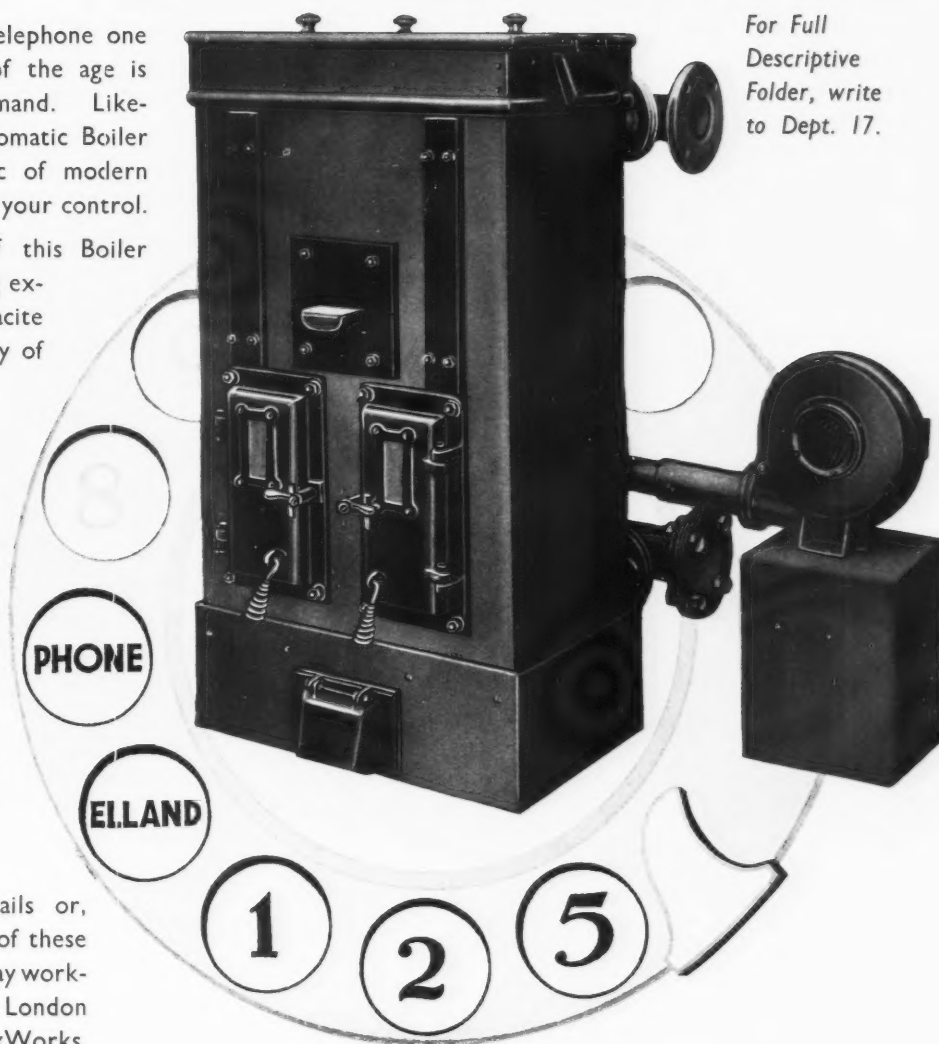 elephone one
of the age is
mand. Like-
omatic Boiler
c of modern
your control.
f this Boiler
ex-
acite
y of
For Full
Descriptive
Folder, write
to Dept. 17.
8
PHONE
ELLAND
1
2
5
ails or,
of these
ay work-
London
Works.